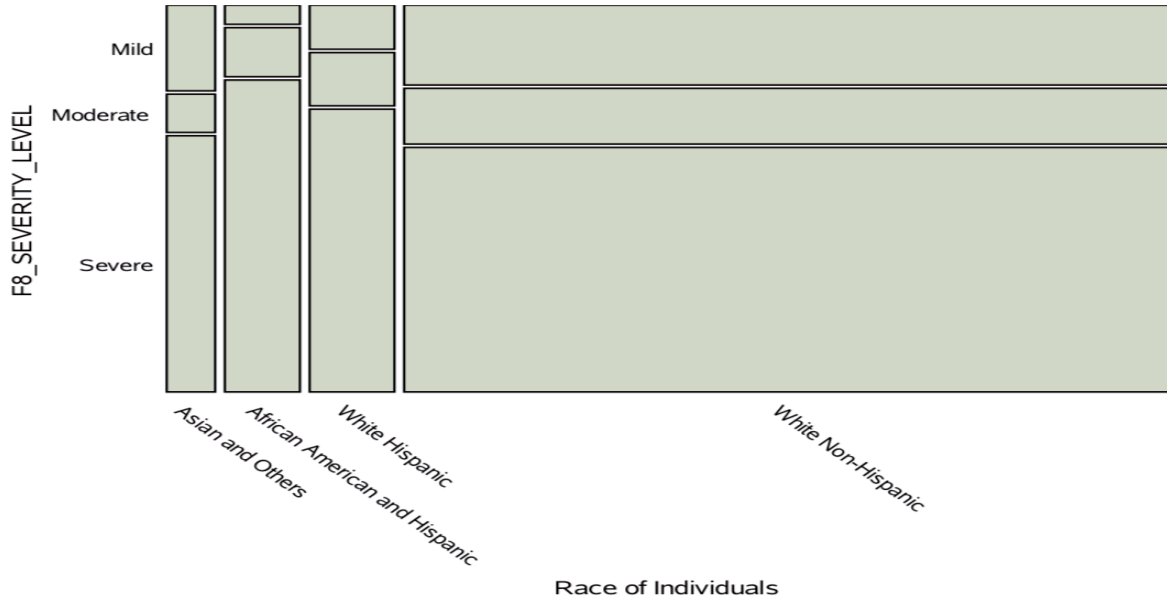 F8_SEVERITY_LEVEL
Mild
Moderate
Severe
Asian and Others
African American and Hispanic
White Hispanic
White Non-Hispanic
Race of Individuals